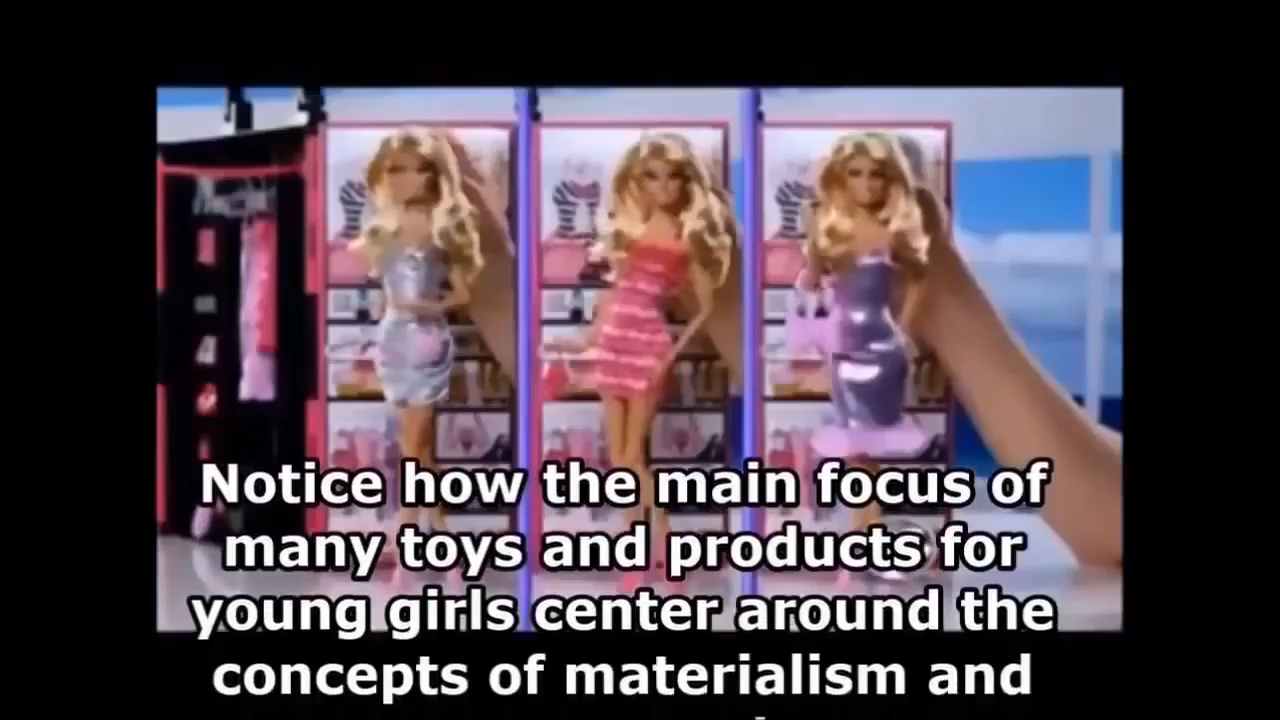 Notice how the main focus of
many toys and products for
young girls center around the
concepts of materialism and